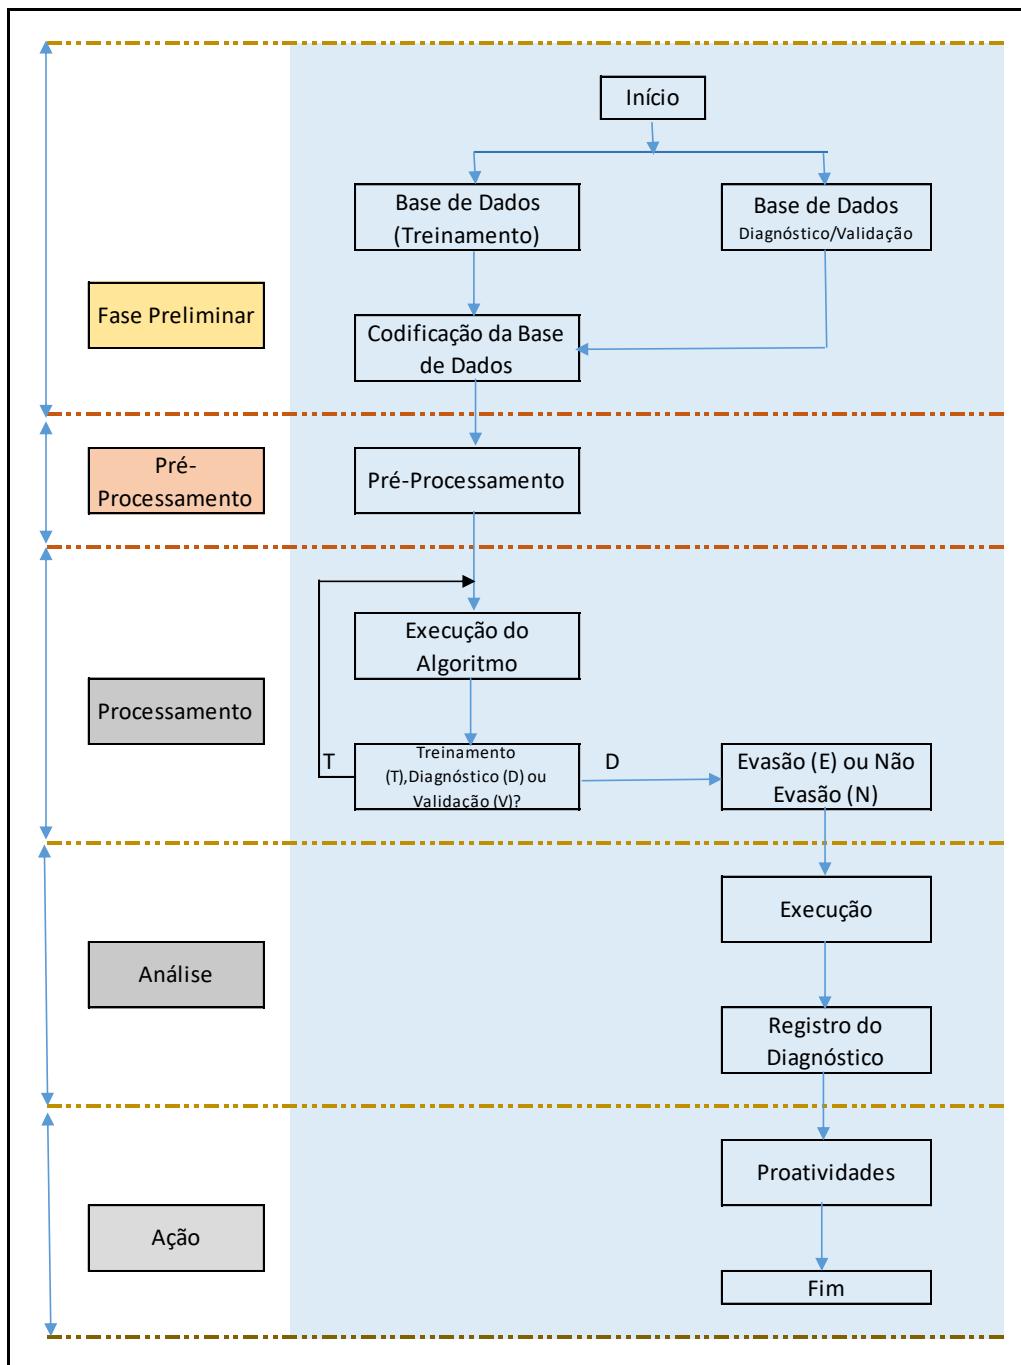 Início
Base de Dados
(Treinamento)
Base de Dados
Diagnóstico/Validação
Fase Preliminar
Codificação da Base
de Dados
Pré-
Processamento
Pré-Processamento
Execução do
Algoritmo
Processamento
T
Treinamento
(T),Diagnóstico (D) ou
Validação (V)?
D
Evasão (E) ou Não
Evasão (N)
Execução
Análise
Registro do
Diagnóstico
Proatividades
Ação
Fim